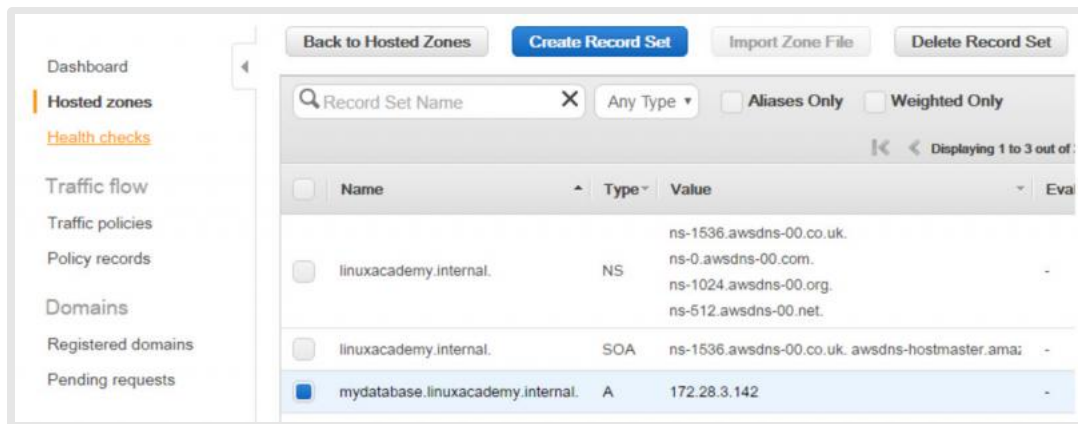 Back to Hosted Zones Create Record Set Import Zone File Delete Record Set
Dashboard
Hosted zones
Health checks
Traffic flow
Traffic policies
Policy records
Domains
Registered domains
Pending requests
Record Set Name X Any Type Aliases Only Weighted Only
Displaying 1 to 3 out of
Name Type Value
ns-1536.awsdns-00.co.uk.
ns-0.awsdns-00.com.
linuxacademy.internal. NS
ns-1024.awsdns-00.org.
ns-512.awsdns-00.net. -
linuxacademy.internal. SOA ns-1536.awsdns-00.co.uk. awsdns-hostmaster. -
mydatabase.linuxacademy.internal. A 172.28.3.142 -